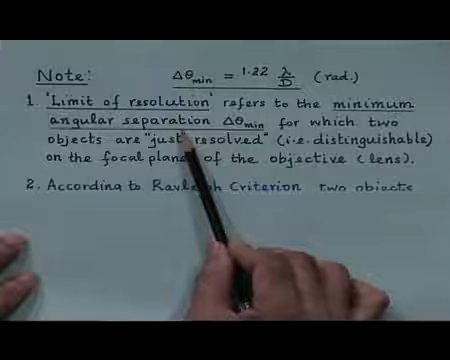 Note: Δθmin = 1.22 λ/D (rad.)
1. 'Limit of resolution' refers to the minimum
angular separation Δθmin for which two
objects are "just resolved" (i.e. distinguishable)
on the focal plane of the objective (lens).
2. According to Rayleigh Criterion two objects